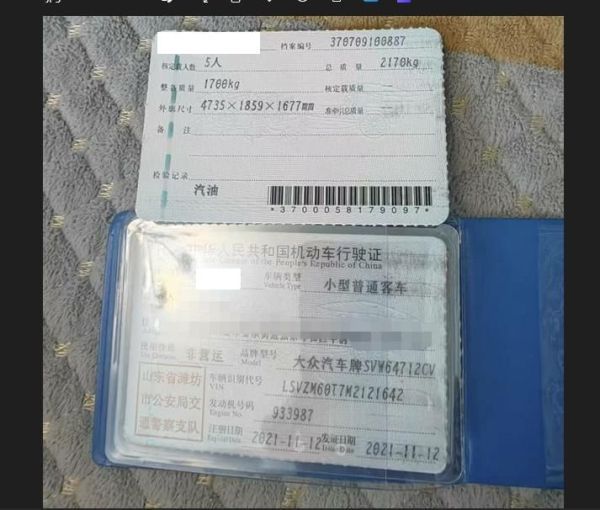 档案编号 370709100887
核定载人数 5人 总质量 2170kg
整备质量 1700kg 核定载质量 --
外廓尺寸 4735×1859×1677mm 准牵引总质量 --
备注
检验记录
汽油
*3700058179097*
中华人民共和国机动车行驶证
of the People's Republic of China
车辆类型 小型普通客车
Vehicle Type
使用性质 非营运 品牌型号 大众汽车牌SVW64712CV
Use Character Model
山东省潍坊 车辆识别代号 LSVZM60T7M2121642
VIN
市公安局交 发动机号码 933987
Engine No.
通警察支队 注册日期 2021-11-12 发证日期 2021-11-12
Issue Date